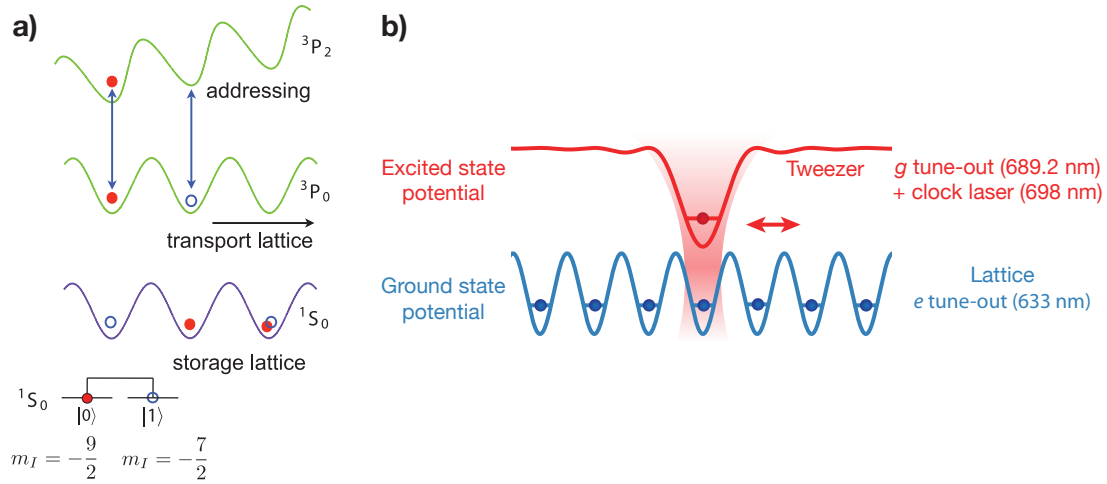 a)
³P₂
addressing
³P₀
transport lattice
¹S₀
storage lattice
¹S₀
|0⟩ |1⟩
m_I = -9/2 m_I = -7/2
b)
Excited state
potential
Tweezer
g tune-out (689.2 nm)
+ clock laser (698 nm)
Ground state
potential
Lattice
e tune-out (633 nm)